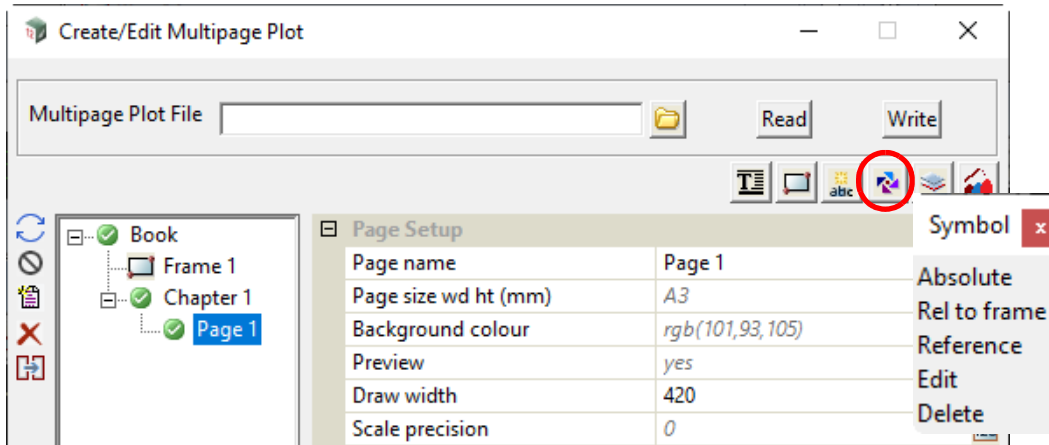 Create/Edit Multipage Plot
Multipage Plot File Read Write
T abc
Symbol x
Book Page Setup
Frame 1 Page name Page 1 Absolute
Chapter 1 Page size wd ht (mm) A3 Rel to frame
Page 1 Background colour rgb(101,93,105) Reference
Preview yes Edit
Draw width 420 Delete
Scale precision 0